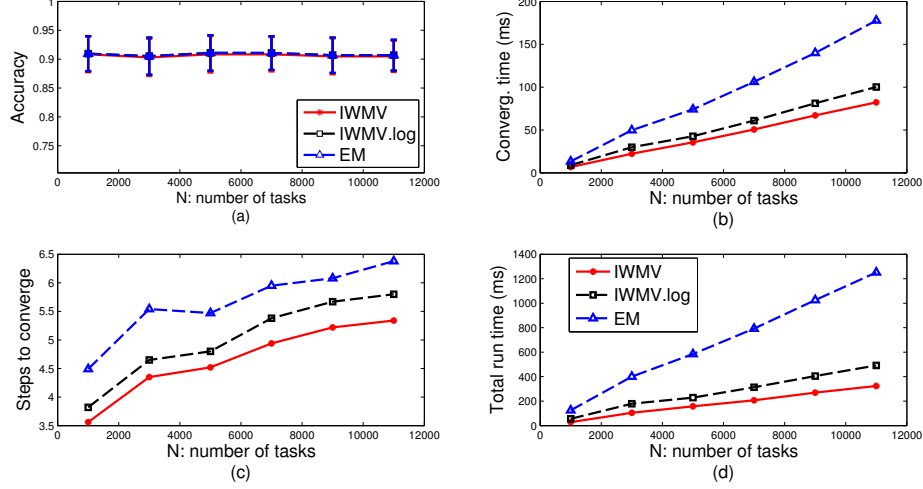 1
0.95
0.9
0.85
0.8
0.75
Accuracy
IWMV
IWMV.log
EM
0 2000 4000 6000 8000 10000 12000
N: number of tasks
(a)
200
150
100
50
0
Converg. time (ms)
0 2000 4000 6000 8000 10000 12000
N: number of tasks
(b)
6.5
6
5.5
5
4.5
4
3.5
Steps to converge
0 2000 4000 6000 8000 10000 12000
N: number of tasks
(c)
1400
1200
1000
800
600
400
200
0
Total run time (ms)
IWMV
IWMV.log
EM
0 2000 4000 6000 8000 10000 12000
N: number of tasks
(d)